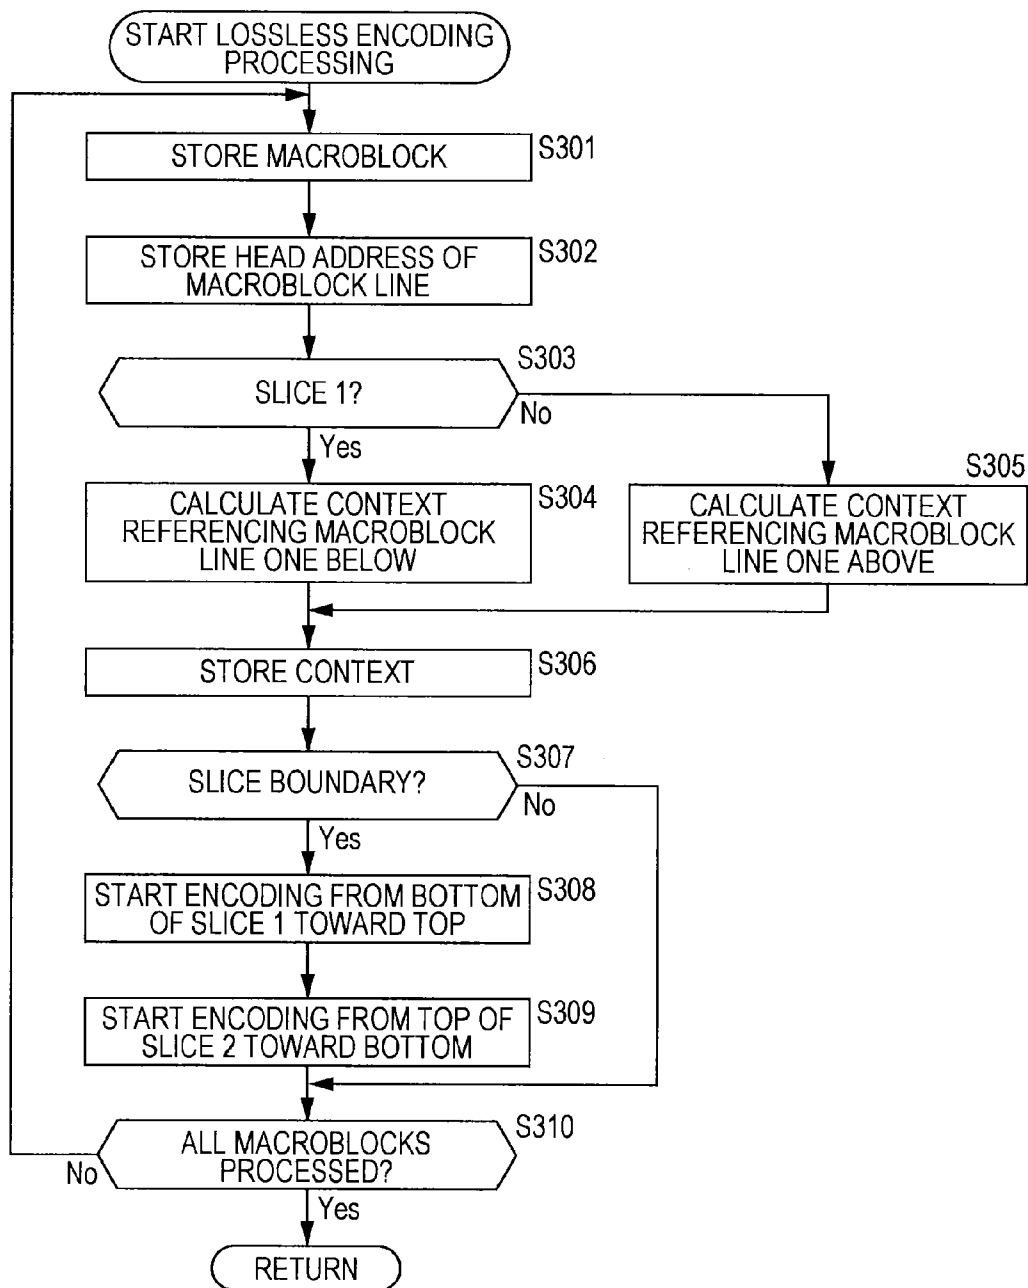 START LOSSLESS ENCODING
PROCESSING
STORE MACROBLOCK
S301
STORE HEAD ADDRESS OF
MACROBLOCK LINE
S302
SLICE 1?
S303
No
Yes
CALCULATE CONTEXT
REFERENCING MACROBLOCK
LINE ONE BELOW
S304
S305
CALCULATE CONTEXT
REFERENCING MACROBLOCK
LINE ONE ABOVE
STORE CONTEXT
S306
SLICE BOUNDARY?
S307
No
Yes
START ENCODING FROM BOTTOM
OF SLICE 1 TOWARD TOP
S308
START ENCODING FROM TOP OF
SLICE 2 TOWARD BOTTOM
S309
ALL MACROBLOCKS
PROCESSED?
S310
No
Yes
RETURN